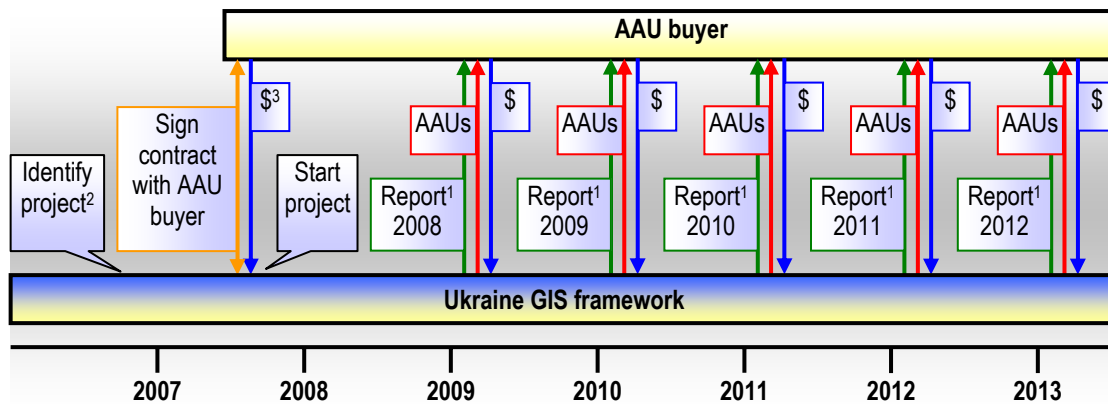 AAU buyer
$3
$
$
$
$
$
Sign
contract
with AAU
buyer
AAUs
AAUs
AAUs
AAUs
AAUs
Identify
project2
Start
project
Report1
2008
Report1
2009
Report1
2010
Report1
2011
Report1
2012
Ukraine GIS framework
2007
2008
2009
2010
2011
2012
2013